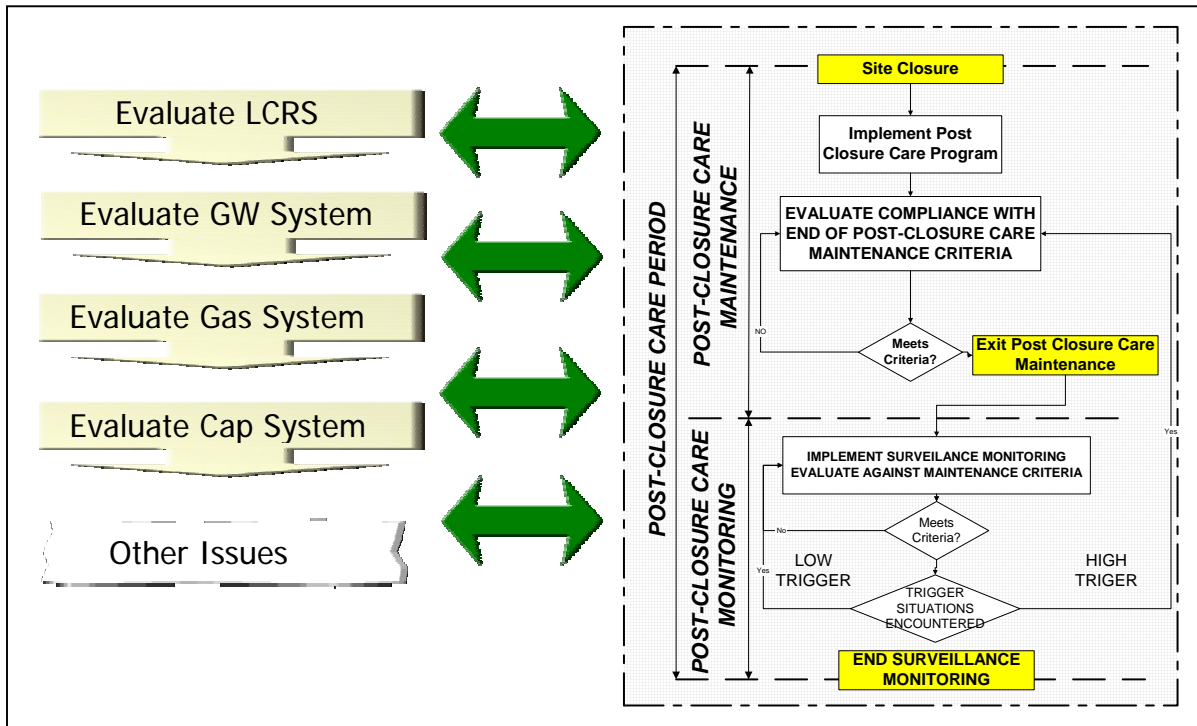 Evaluate LCRS
Evaluate GW System
Evaluate Gas System
Evaluate Cap System
Other Issues
POST-CLOSURE CARE PERIOD
POST-CLOSURE CARE
MAINTENANCE
POST-CLOSURE CARE
MONITORING
Site Closure
Implement Post
Closure Care Program
EVALUATE COMPLIANCE WITH
END OF POST-CLOSURE CARE
MAINTENANCE CRITERIA
NO
Meets
Criteria?
Exit Post Closure Care
Maintenance
Yes
IMPLEMENT SURVEILANCE MONITORING
EVALUATE AGAINST MAINTENANCE CRITERIA
No
Meets
Criteria?
LOW
TRIGGER
Yes
HIGH
TRIGER
TRIGGER
SITUATIONS
ENCOUNTERED
END SURVEILLANCE
MONITORING